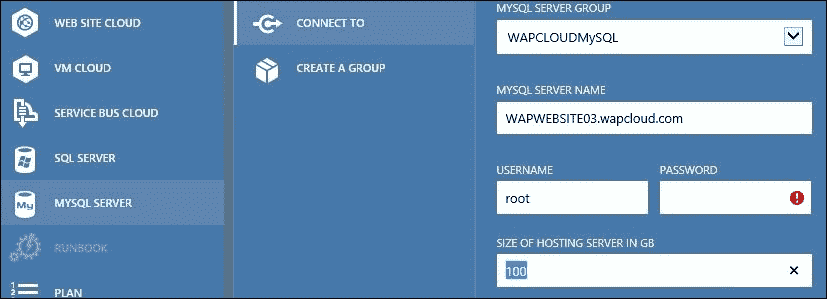 WEB SITE CLOUD
VM CLOUD
SERVICE BUS CLOUD
SQL SERVER
My
MYSQL SERVER
RUNBOOK
PLAN
CONNECT TO
CREATE A GROUP
MYSQL SERVER GROUP
WAPCLOUDMySQL
MYSQL SERVER NAME
WAPWEBSITE03.wapcloud.com
USERNAME PASSWORD
root
SIZE OF HOSTING SERVER IN GB
100